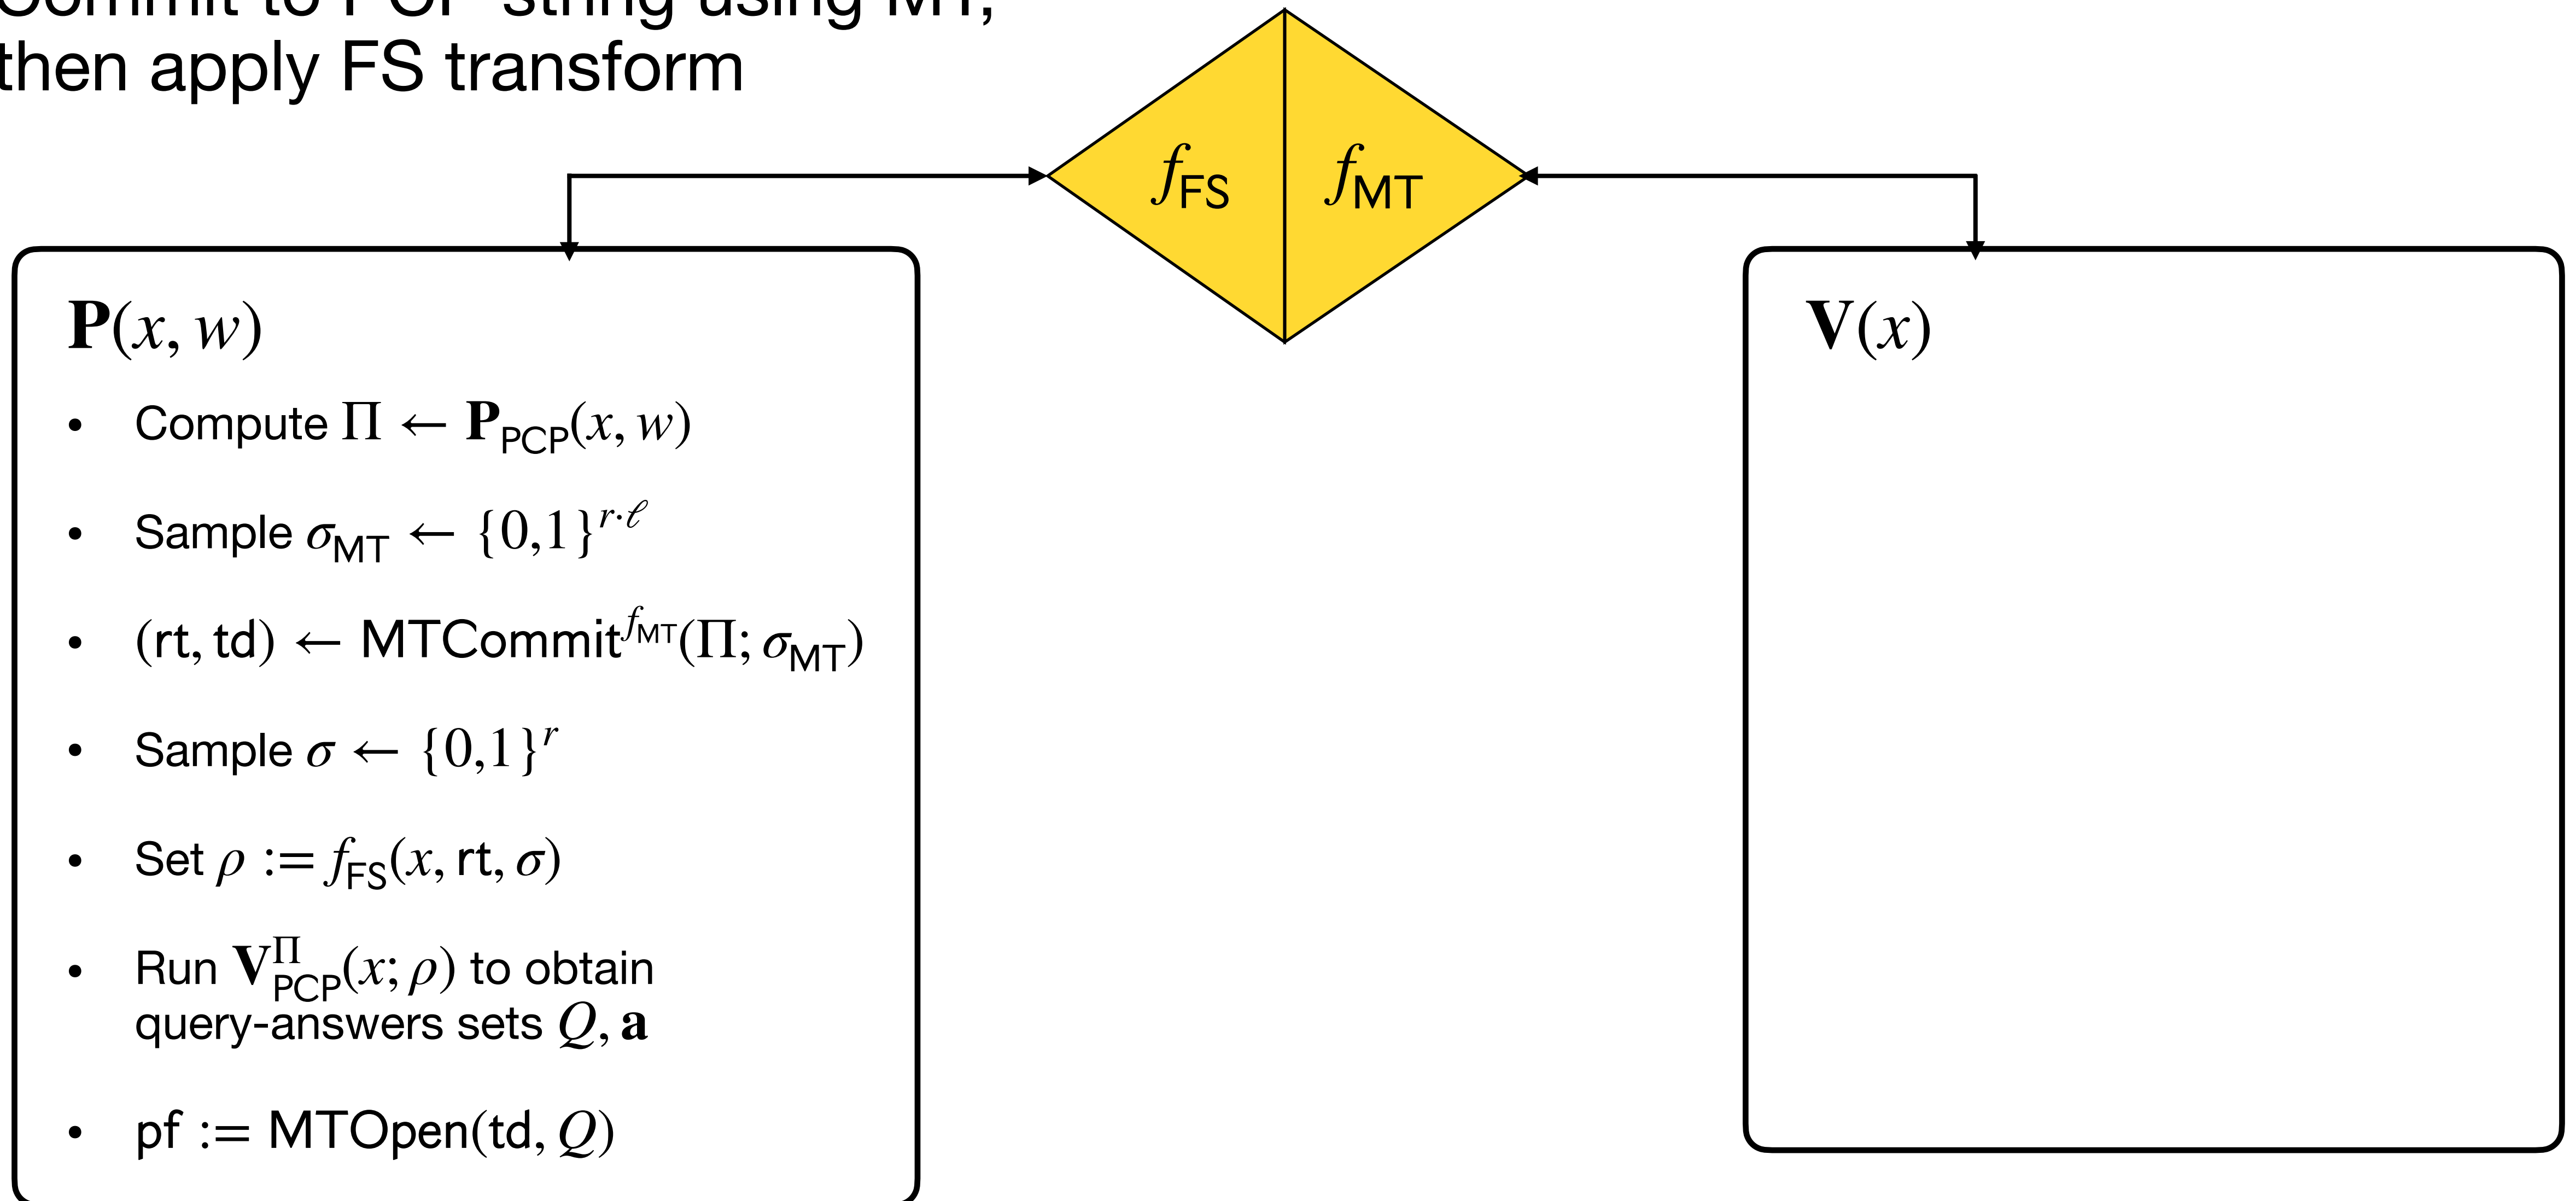 Commit to PCP string using MT,
then apply FS transform
f_FS f_MT
P(x, w)
• Compute Π ← P_PCP(x, w)
• Sample σ_MT ← {0,1}^{r·ℓ}
• (rt, td) ← MTCommit^{f_MT}(Π; σ_MT)
• Sample σ ← {0,1}^r
• Set ρ := f_FS(x, rt, σ)
• Run V^Π_PCP(x; ρ) to obtain
query-answers sets Q, a
• pf := MTOpen(td, Q)
V(x)